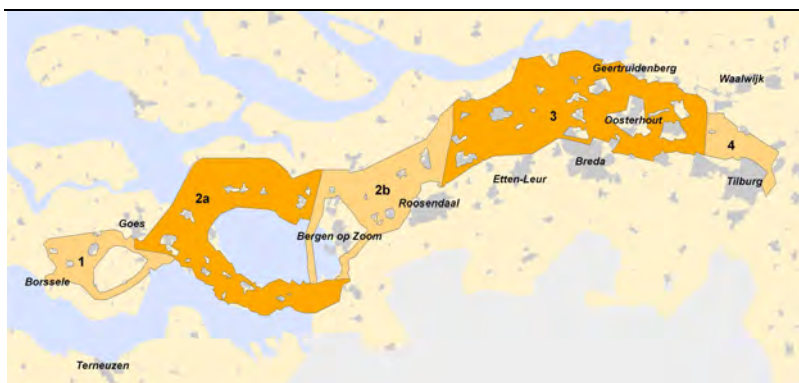 Geertruidenberg
Waalwijk
3
Oosterhout
4
Breda
2a
2b
Etten-Leur
Tilburg
Roosendaal
Goes
Bergen op Zoom
1
Borssele
Terneuzen